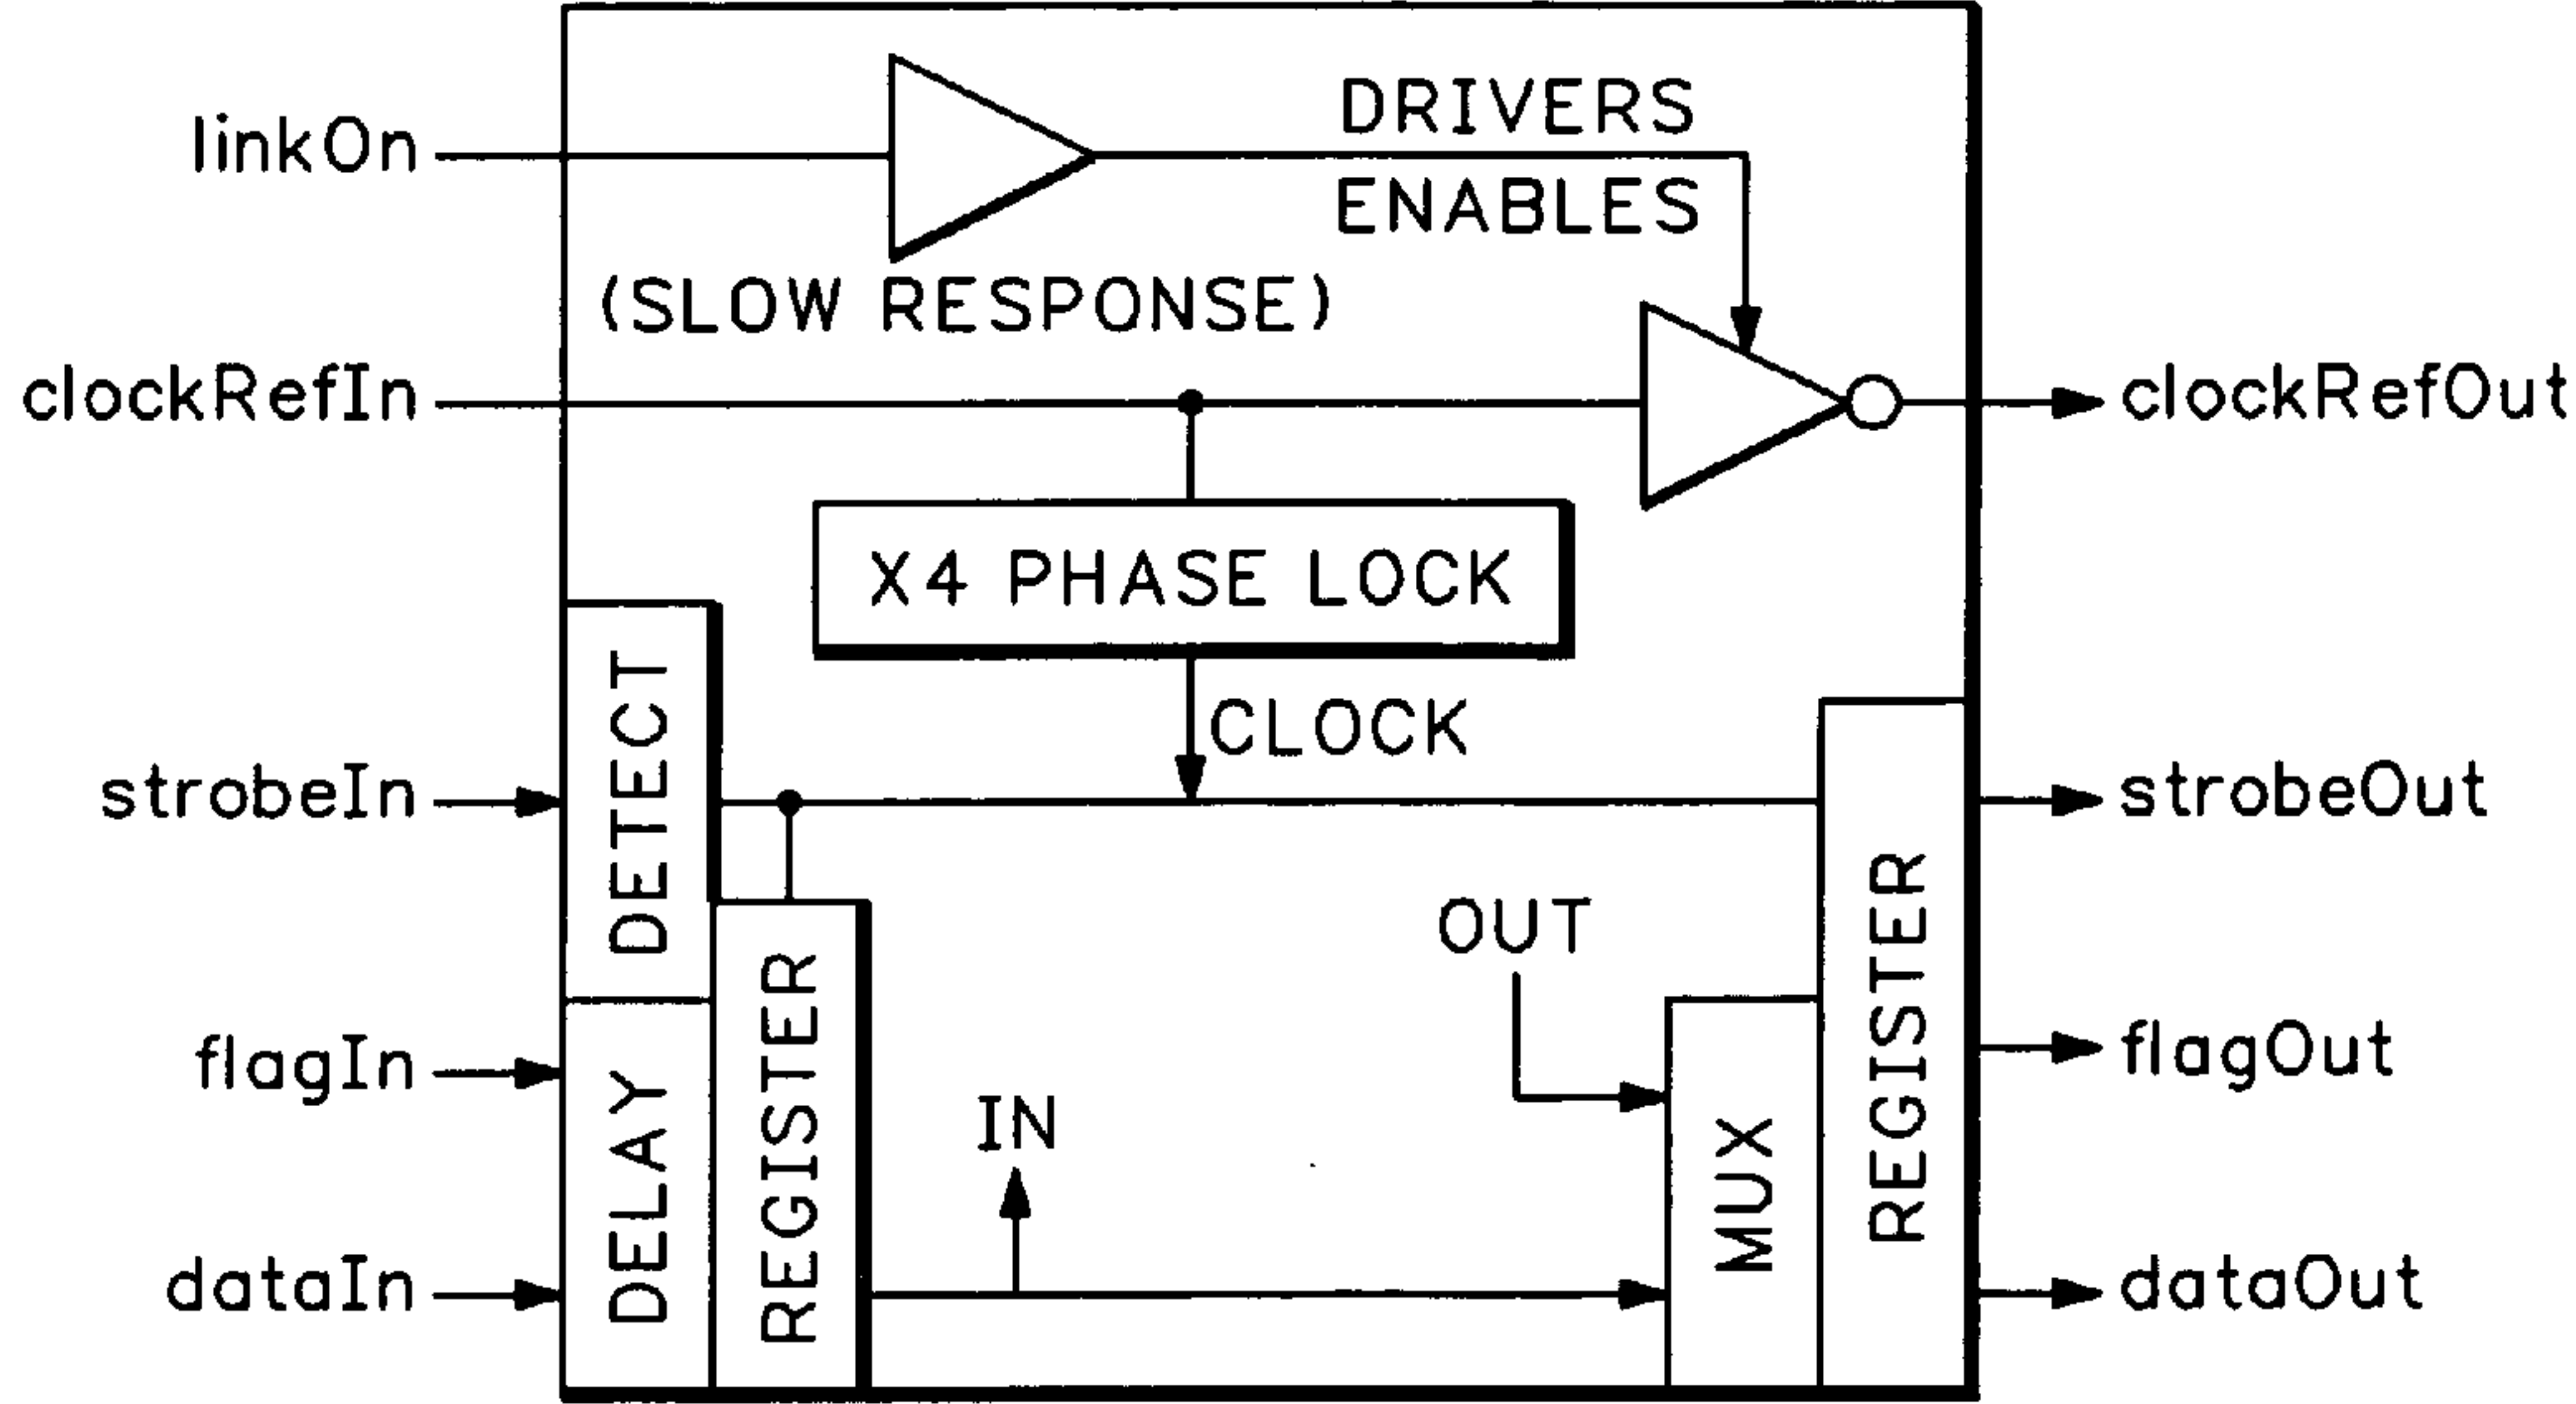 linkOn
DRIVERS
ENABLES
(SLOW RESPONSE)
clockRefIn
clockRefOut
X4 PHASE LOCK
CLOCK
DETECT
strobeIn
strobeOut
REGISTER
OUT
REGISTER
flagIn
flagOut
DELAY
IN
MUX
dataIn
dataOut